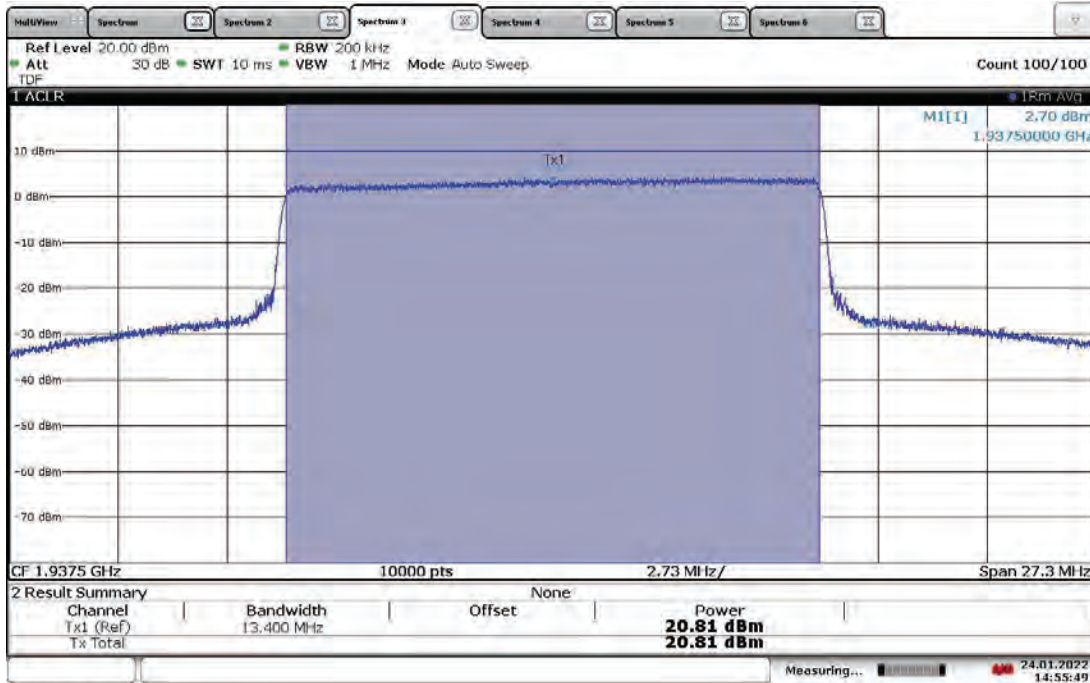 MultiView Spectrum Spectrum 2 Spectrum 3 Spectrum 4 Spectrum 5 Spectrum 6
Ref Level 20.00 dBm RBW 200 kHz
Att 30 dB SWT 10 ms VBW 1 MHz Mode Auto Sweep Count 100/100
TDF
1 ACLR 1Rm Avg
M1[1] 2.70 dBm
1.93750000 GHz
10 dBm
Tx1
0 dBm
-10 dBm
-20 dBm
-30 dBm
-40 dBm
-50 dBm
-60 dBm
-70 dBm
CF 1.9375 GHz 10000 pts 2.73 MHz/ Span 27.3 MHz
2 Result Summary None
Channel Bandwidth Offset Power
Tx1 (Ref) 13.400 MHz 20.81 dBm
Tx Total 20.81 dBm
Measuring... 24.01.2022
14:55:49